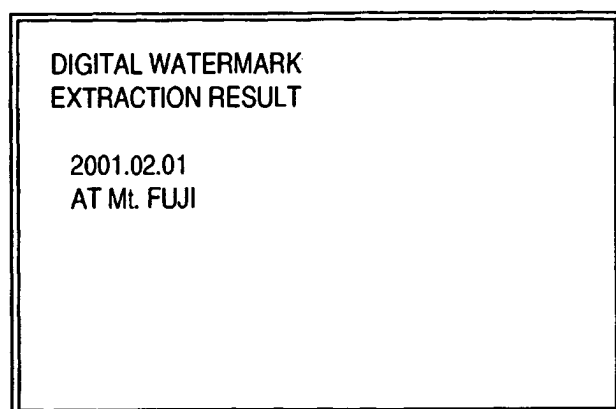 DIGITAL WATERMARK
EXTRACTION RESULT
2001.02.01
AT Mt. FUJI